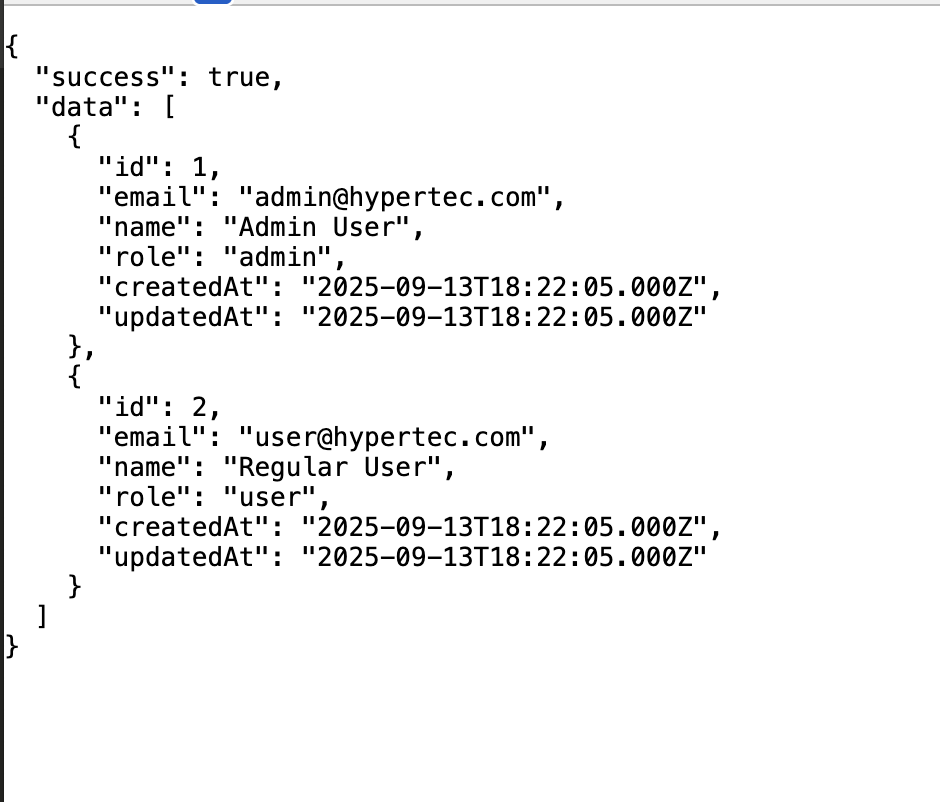 {
  "success": true,
  "data": [
    {
      "id": 1,
      "email": "admin@hypertec.com",
      "name": "Admin User",
      "role": "admin",
      "createdAt": "2025-09-13T18:22:05.000Z",
      "updatedAt": "2025-09-13T18:22:05.000Z"
    },
    {
      "id": 2,
      "email": "user@hypertec.com",
      "name": "Regular User",
      "role": "user",
      "createdAt": "2025-09-13T18:22:05.000Z",
      "updatedAt": "2025-09-13T18:22:05.000Z"
    }
  ]
}